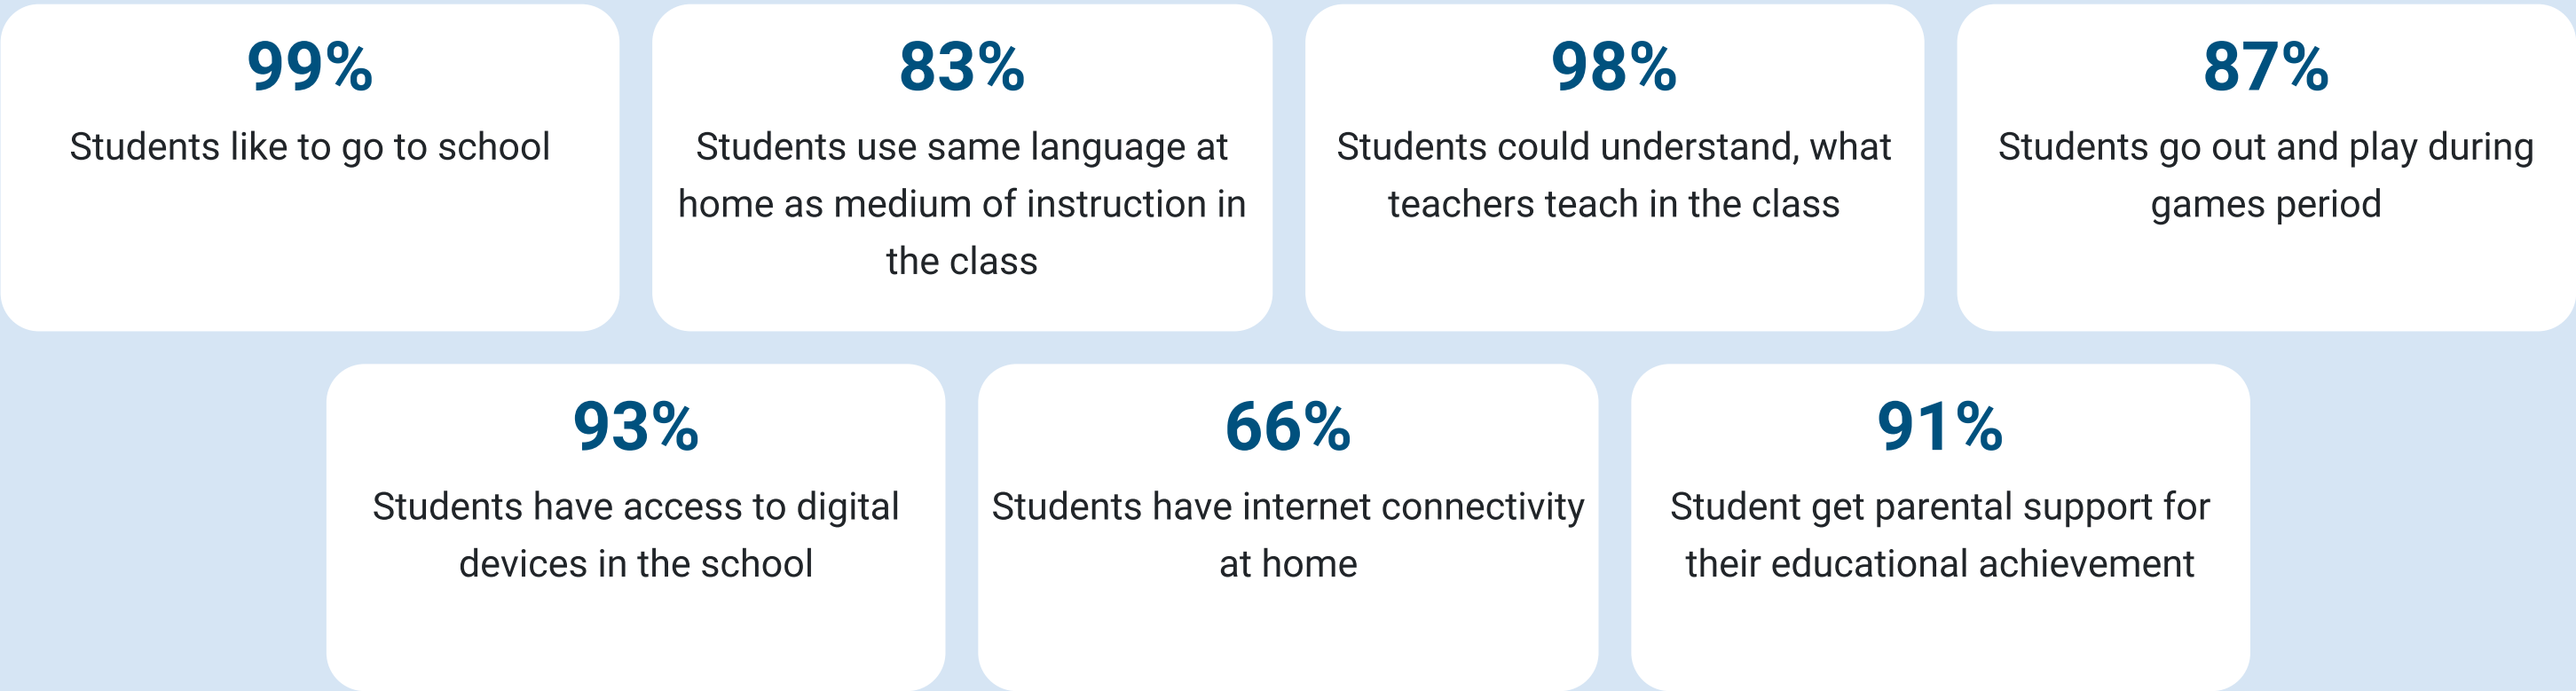 99%
Students like to go to school
83%
Students use same language at
home as medium of instruction in
the class
98%
Students could understand, what
teachers teach in the class
87%
Students go out and play during
games period
93%
Students have access to digital
devices in the school
66%
Students have internet connectivity
at home
91%
Student get parental support for
their educational achievement